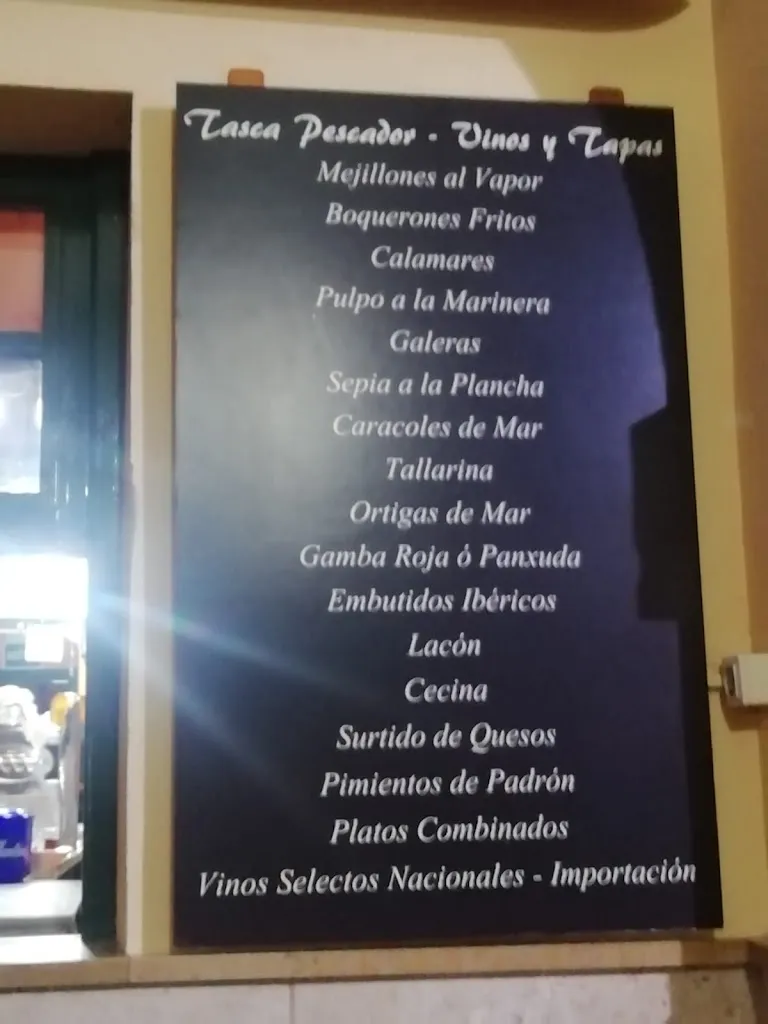 Tasca Pescador - Vinos y Tapas
Mejillones al Vapor
Boquerones Fritos
Calamares
Pulpo a la Marinera
Galeras
Sepia a la Plancha
Caracoles de Mar
Tallarina
Ortigas de Mar
Gamba Roja ó Panxuda
Embutidos Ibéricos
Lacón
Cecina
Surtido de Quesos
Pimientos de Padrón
Platos Combinados
Vinos Selectos Nacionales - Importación